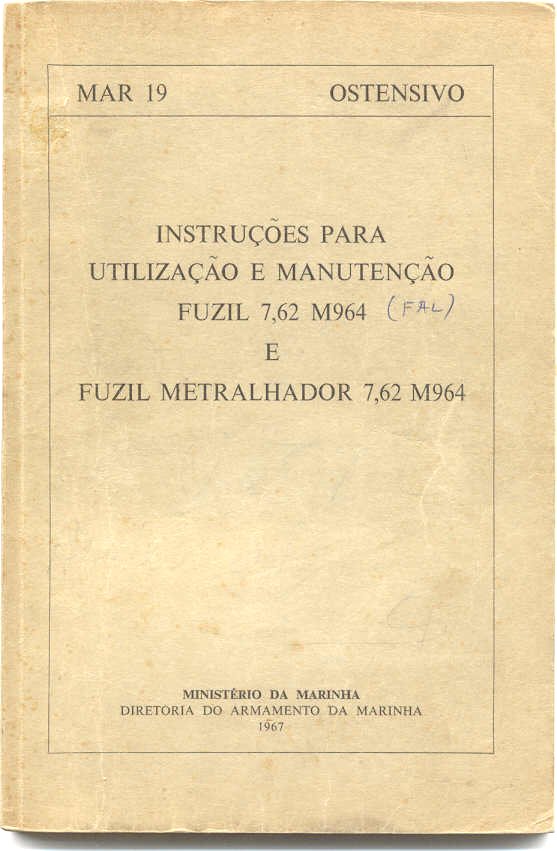 MAR 19 OSTENSIVO
INSTRUÇÕES PARA
UTILIZAÇÃO E MANUTENÇÃO
FUZIL 7,62 M964 (FAL)
E
FUZIL METRALHADOR 7,62 M964
MINISTÉRIO DA MARINHA
DIRETORIA DO ARMAMENTO DA MARINHA
1967